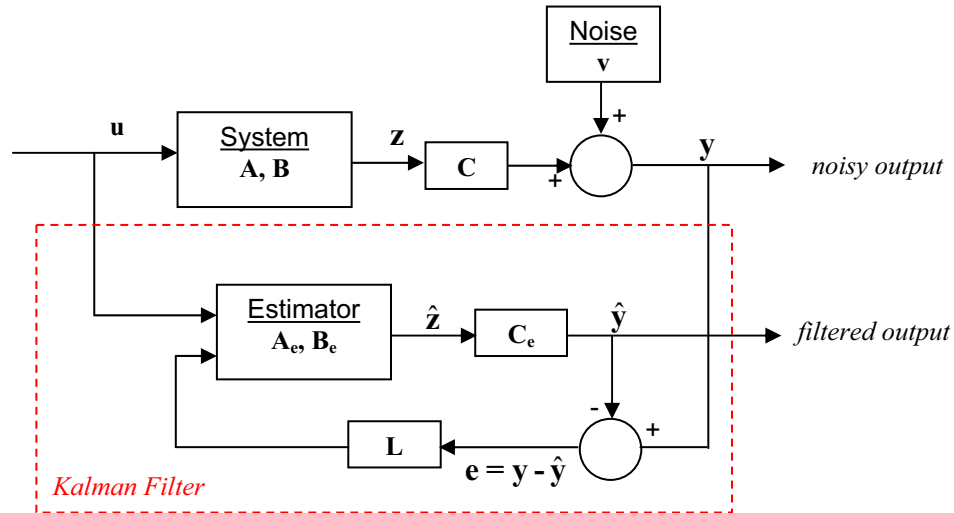 Noise
v
+
u
System
A, B
z
C
+
y
noisy output
Estimator
Aₑ, Bₑ
ẑ
Cₑ
ŷ
filtered output
-
+
L
e = y - ŷ
Kalman Filter